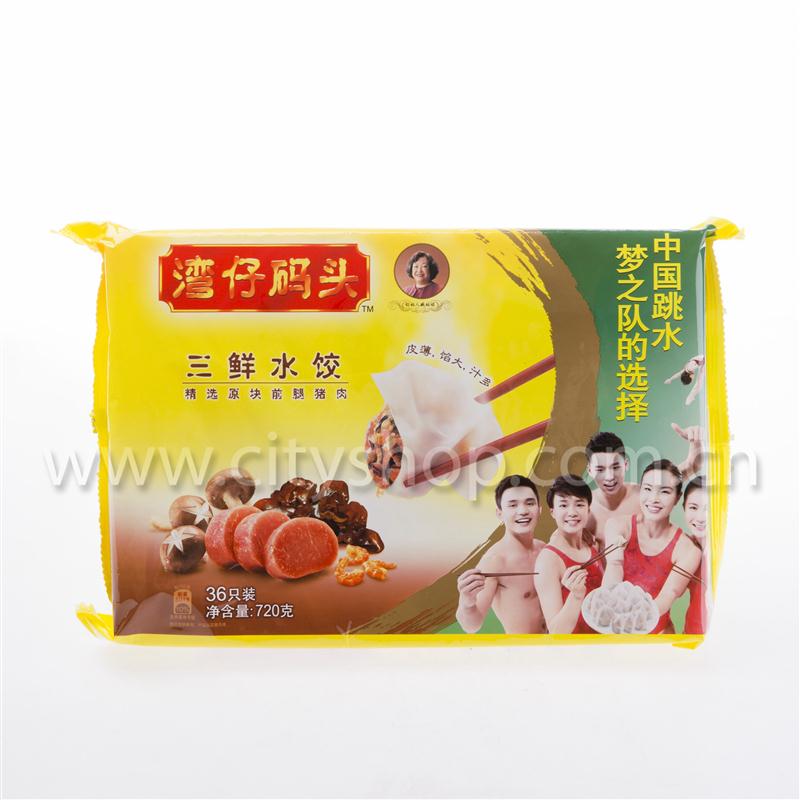 湾仔码头
TM
三鲜水饺
精选原块前腿猪肉
皮薄,馅大,汁多
中国跳水
梦之队的选择
www.cityshop.com.cn
36只装
净含量:720克